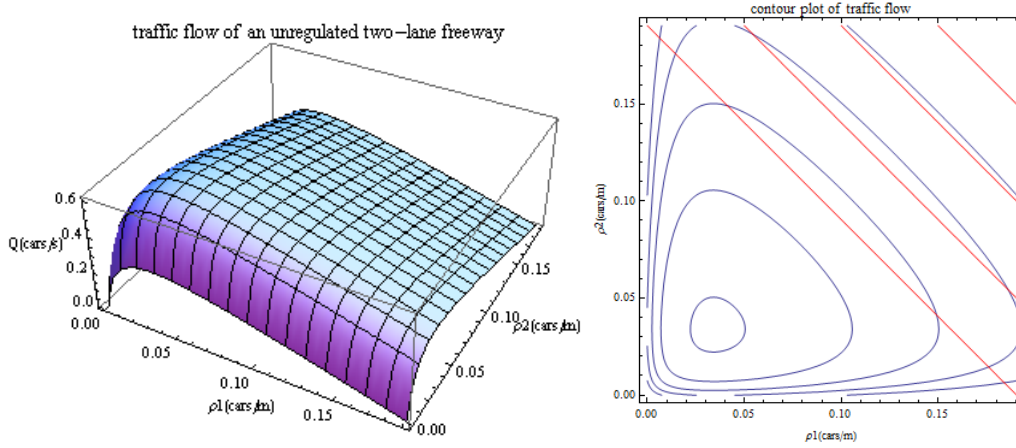 traffic flow of an unregulated two-lane freeway
0.6
0.4
Q(cars/s)
0.2
0.0
0.00
0.05
0.10
ρ1(cars/m)
0.15
0.00
0.05
0.10
ρ2(cars/m)
0.15
contour plot of traffic flow
0.15
0.10
ρ2(cars/m)
0.05
0.00
0.00
0.05
0.10
0.15
ρ1(cars/m)